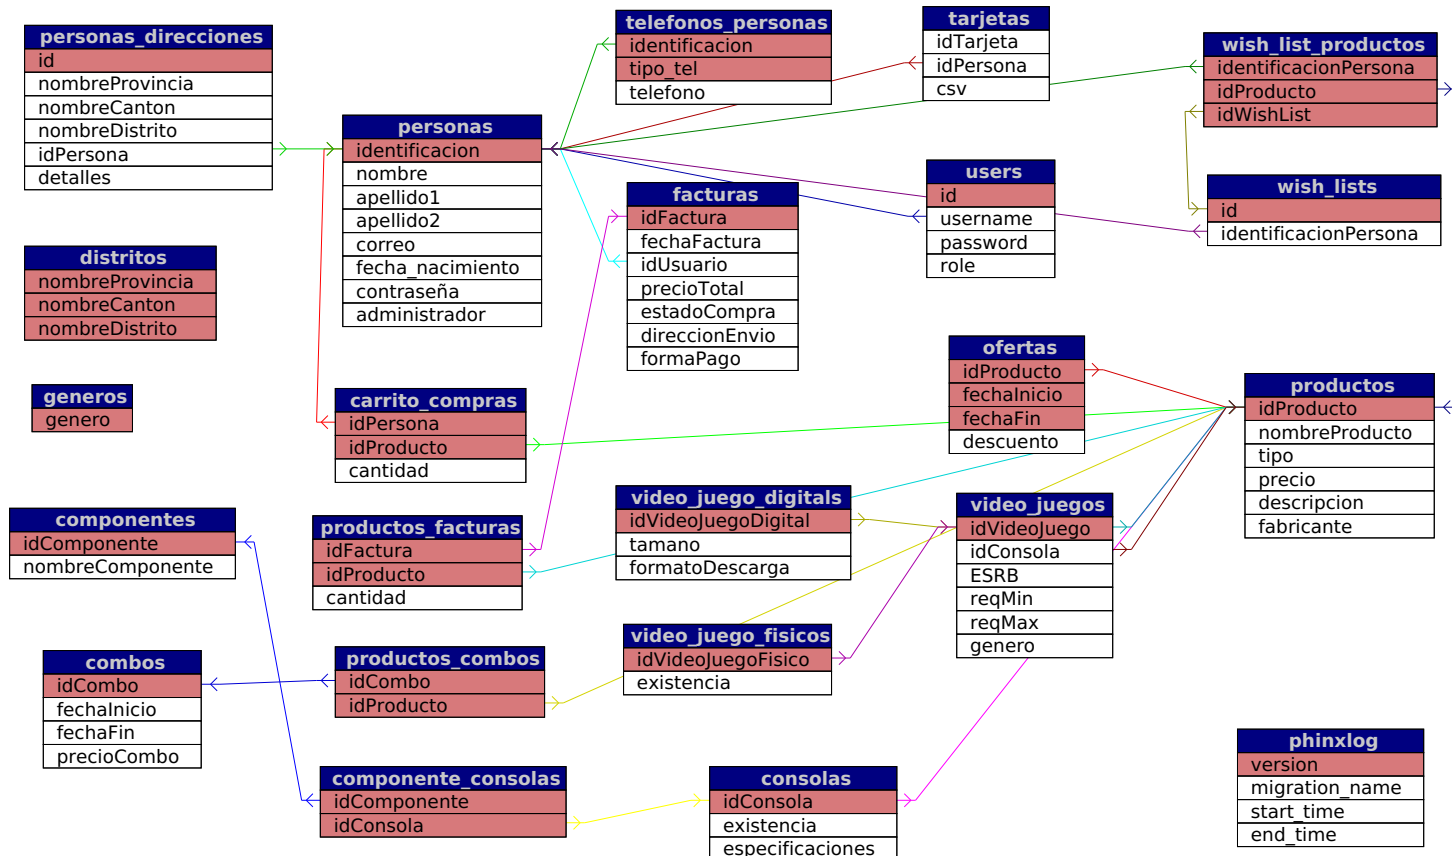 personas_direcciones
id
nombreProvincia
nombreCanton
nombreDistrito
idPersona
detalles
telefonos_personas
identificacion
tipo_tel
telefono
tarjetas
idTarjeta
idPersona
csv
wish_list_productos
identificacionPersona
idProducto
idWishList
personas
identificacion
nombre
apellido1
apellido2
correo
fecha_nacimiento
contraseña
administrador
facturas
idFactura
fechaFactura
idUsuario
precioTotal
estadoCompra
direccionEnvio
formaPago
users
id
username
password
role
wish_lists
id
identificacionPersona
distritos
nombreProvincia
nombreCanton
nombreDistrito
generos
genero
carrito_compras
idPersona
idProducto
cantidad
ofertas
idProducto
fechaInicio
fechaFin
descuento
productos
idProducto
nombreProducto
tipo
precio
descripcion
fabricante
componentes
idComponente
nombreComponente
productos_facturas
idFactura
idProducto
cantidad
video_juego_digitals
idVideoJuegoDigital
tamano
formatoDescarga
video_juegos
idVideoJuego
idConsola
ESRB
reqMin
reqMax
genero
combos
idCombo
fechaInicio
fechaFin
precioCombo
productos_combos
idCombo
idProducto
video_juego_fisicos
idVideoJuegoFisico
existencia
componente_consolas
idComponente
idConsola
consolas
idConsola
existencia
especificaciones
phinxlog
version
migration_name
start_time
end_time